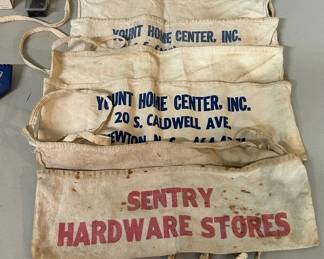 YOUNT HOME CENTER, INC.
YOUNT HOME CENTER, INC.
20 S. CALDWELL AVE.
NEWTON, N. C.
SENTRY
HARDWARE STORES